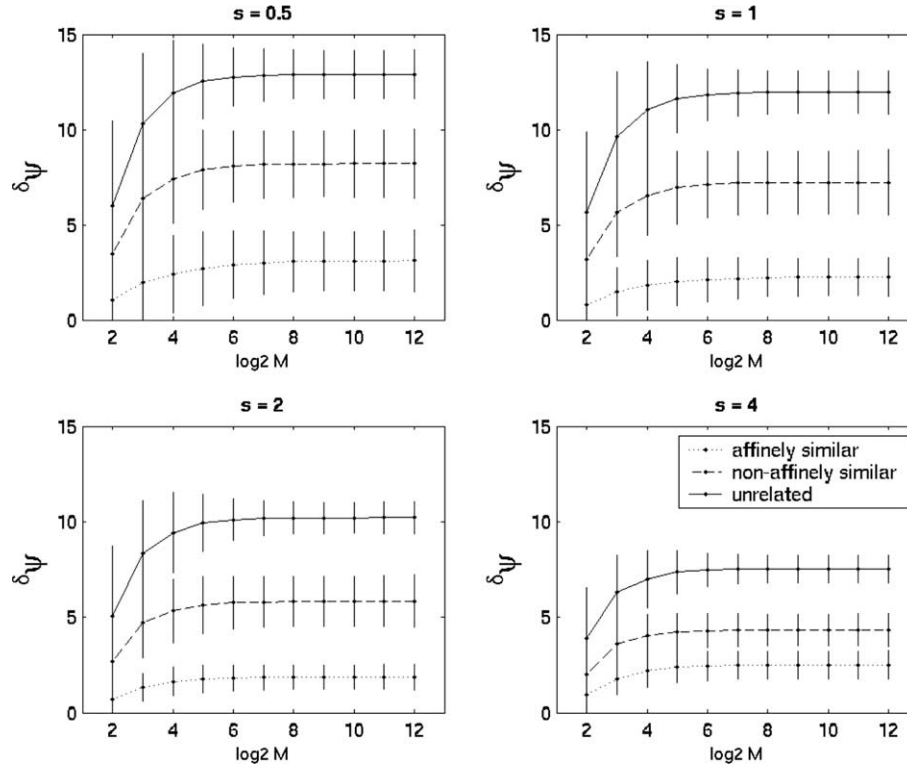 s = 0.5
15
10
5
0
δψ
2 4 6 8 10 12
log2 M
s = 1
15
10
5
0
δψ
2 4 6 8 10 12
log2 M
s = 2
15
10
5
0
δψ
2 4 6 8 10 12
log2 M
s = 4
15
10
5
0
δψ
2 4 6 8 10 12
log2 M
affinely similar
non-affinely similar
unrelated